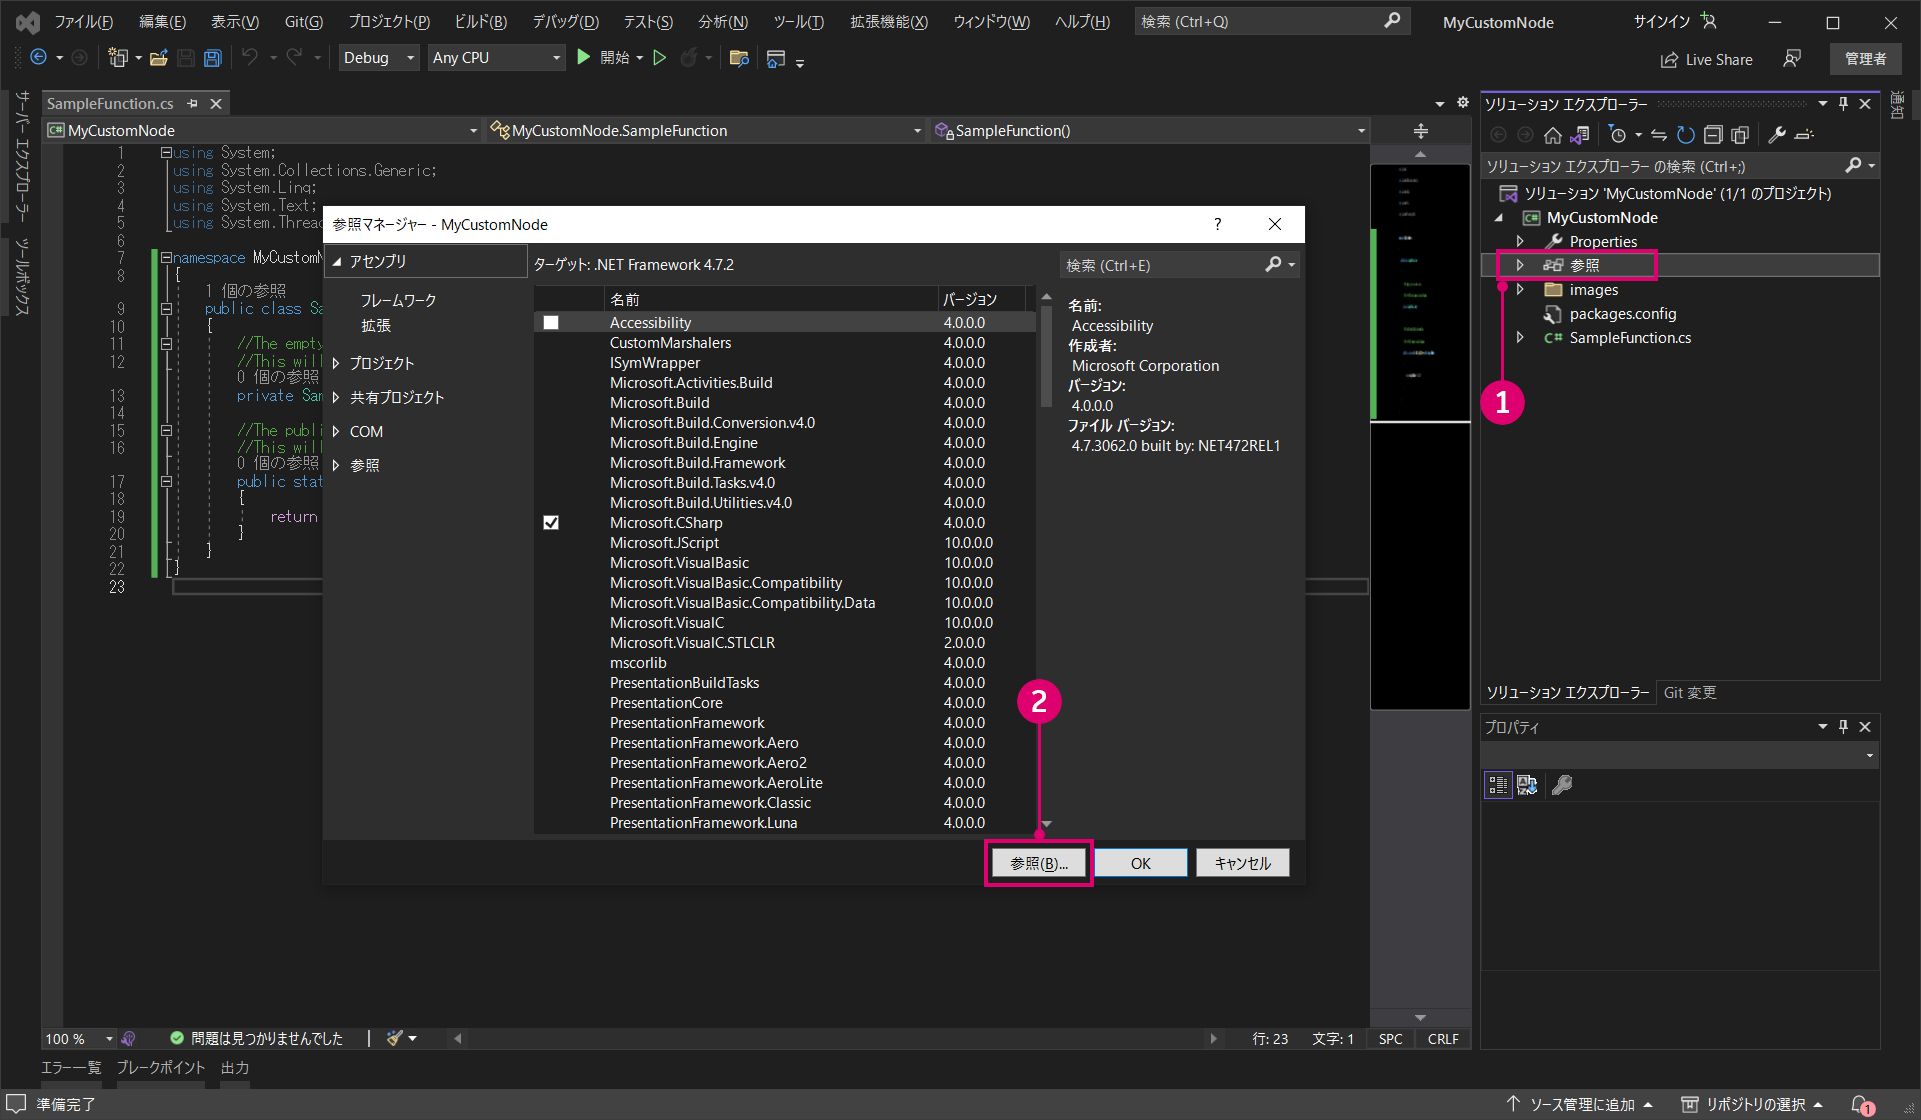 ファイル(F) 編集(E) 表示(V) Git(G) プロジェクト(P) ビルド(B) デバッグ(D) テスト(S) 分析(N) ツール(T) 拡張機能(X) ウィンドウ(W) ヘルプ(H) 検索 (Ctrl+Q) MyCustomNode サインイン
Debug Any CPU 開始 Live Share 管理者
サーバー エクスプローラー
ツールボックス
SampleFunction.cs
MyCustomNode MyCustomNode.SampleFunction SampleFunction()
1 using System;
2 using System.Collections.Generic;
3 using System.Linq;
4 using System.Text;
5 using System.Threa
6
7 namespace MyCustomN
8 {
1 個の参照
9 public class Sa
10 {
11 //The empty
12 //This will
0 個の参照
13 private Sam
14
15 //The publi
16 //This will
0 個の参照
17 public stat
18 {
19 return
20 }
21 }
22 }
23
参照マネージャー - MyCustomNode ?
アセンブリ
フレームワーク
拡張
プロジェクト
共有プロジェクト
COM
参照
ターゲット: .NET Framework 4.7.2
検索 (Ctrl+E)
名前 バージョン
Accessibility 4.0.0.0
CustomMarshalers 4.0.0.0
ISymWrapper 4.0.0.0
Microsoft.Activities.Build 4.0.0.0
Microsoft.Build 4.0.0.0
Microsoft.Build.Conversion.v4.0 4.0.0.0
Microsoft.Build.Engine 4.0.0.0
Microsoft.Build.Framework 4.0.0.0
Microsoft.Build.Tasks.v4.0 4.0.0.0
Microsoft.Build.Utilities.v4.0 4.0.0.0
Microsoft.CSharp 4.0.0.0
Microsoft.JScript 10.0.0.0
Microsoft.VisualBasic 10.0.0.0
Microsoft.VisualBasic.Compatibility 10.0.0.0
Microsoft.VisualBasic.Compatibility.Data 10.0.0.0
Microsoft.VisualC 10.0.0.0
Microsoft.VisualC.STLCLR 2.0.0.0
mscorlib 4.0.0.0
PresentationBuildTasks 4.0.0.0
PresentationCore 4.0.0.0
PresentationFramework 4.0.0.0
PresentationFramework.Aero 4.0.0.0
PresentationFramework.Aero2 4.0.0.0
PresentationFramework.AeroLite 4.0.0.0
PresentationFramework.Classic 4.0.0.0
PresentationFramework.Luna 4.0.0.0
名前:
Accessibility
作成者:
Microsoft Corporation
バージョン:
4.0.0.0
ファイル バージョン:
4.7.3062.0 built by: NET472REL1
2
参照(B)... OK キャンセル
ソリューション エクスプローラー
ソリューション エクスプローラー の検索 (Ctrl+;)
ソリューション 'MyCustomNode' (1/1 のプロジェクト)
MyCustomNode
Properties
参照
images
packages.config
SampleFunction.cs
1
ソリューション エクスプローラー Git 変更
プロパティ
通知
100 % 問題は見つかりませんでした 行: 23 文字: 1 SPC CRLF
エラー一覧 ブレークポイント 出力
準備完了 ソース管理に追加 リポジトリの選択 1